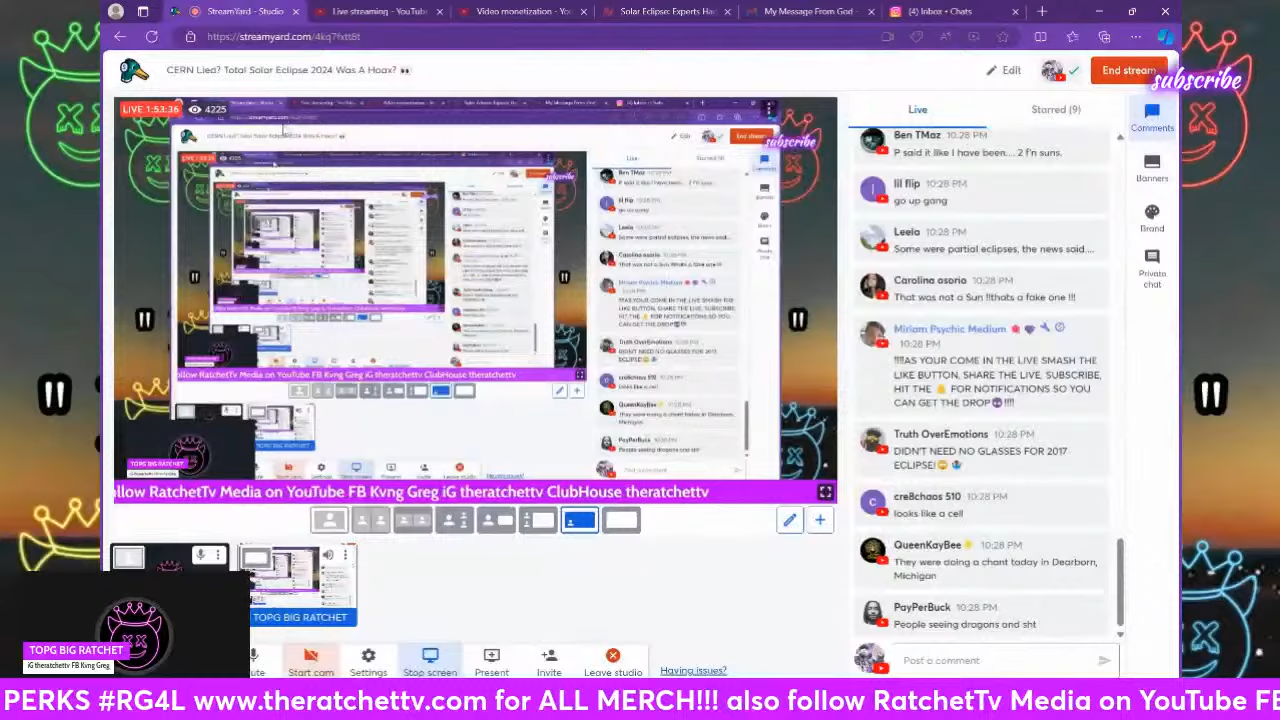 StreamYard - Studio
Live streaming - YouTube
Video monetization - Yo
Solar Eclipse: Experts Ha
My Message From God -
(4) Inbox • Chats
https://streamyard.com/4kq7fxtt8t
CERN Lied? Total Solar Eclipse 2024 Was A Hoax? 👀
Edit
End stream
subscribe
LIVE 1:53:36
4225
Live
Starred (9)
Comments
Banners
Brand
Private chat
Ben TMaz 10:28 PM
P said it like I have been.... 2 f'n suns.
lil flip 10:28 PM
go up gang
Leela 10:28 PM
Some were partial eclipses, the news said....
Carolina osorio 10:28 PM
That was not a Sun !!thats a fake one !!!
Miriam Psychic Medium
10:28 PM
!!!!AS YOUR COME IN THE LIVE SMASH THE
LIKE BUTTON, SHARE THE LIVE, SUBSCRIBE,
HIT THE 🔔 FOR NOTIFICATIONS SO YOU
CAN GET THE DROP👽!!!!
Truth OverEmotions 10:28 PM
DIDN'T NEED NO GLASSES FOR 2017
ECLIPSE!
cre8chaos 510 10:28 PM
looks like a cell
QueenKayBee 10:28 PM
They were doing a chant today in Dearborn,
Michigan
PayPerBuck 10:28 PM
People seeing dragons and sht
Post a comment
ollow RatchetTv Media on YouTube FB Kvng Greg iG theratchettv ClubHouse theratchettv
TOPG BIG RATCHET
TOPG BIG RATCHET
iG theratchettv FB Kvng Greg
ute
Start cam
Settings
Stop screen
Present
Invite
Leave studio
Having issues?
PERKS #RG4L www.theratchettv.com for ALL MERCH!!! also follow RatchetTv Media on YouTube FB